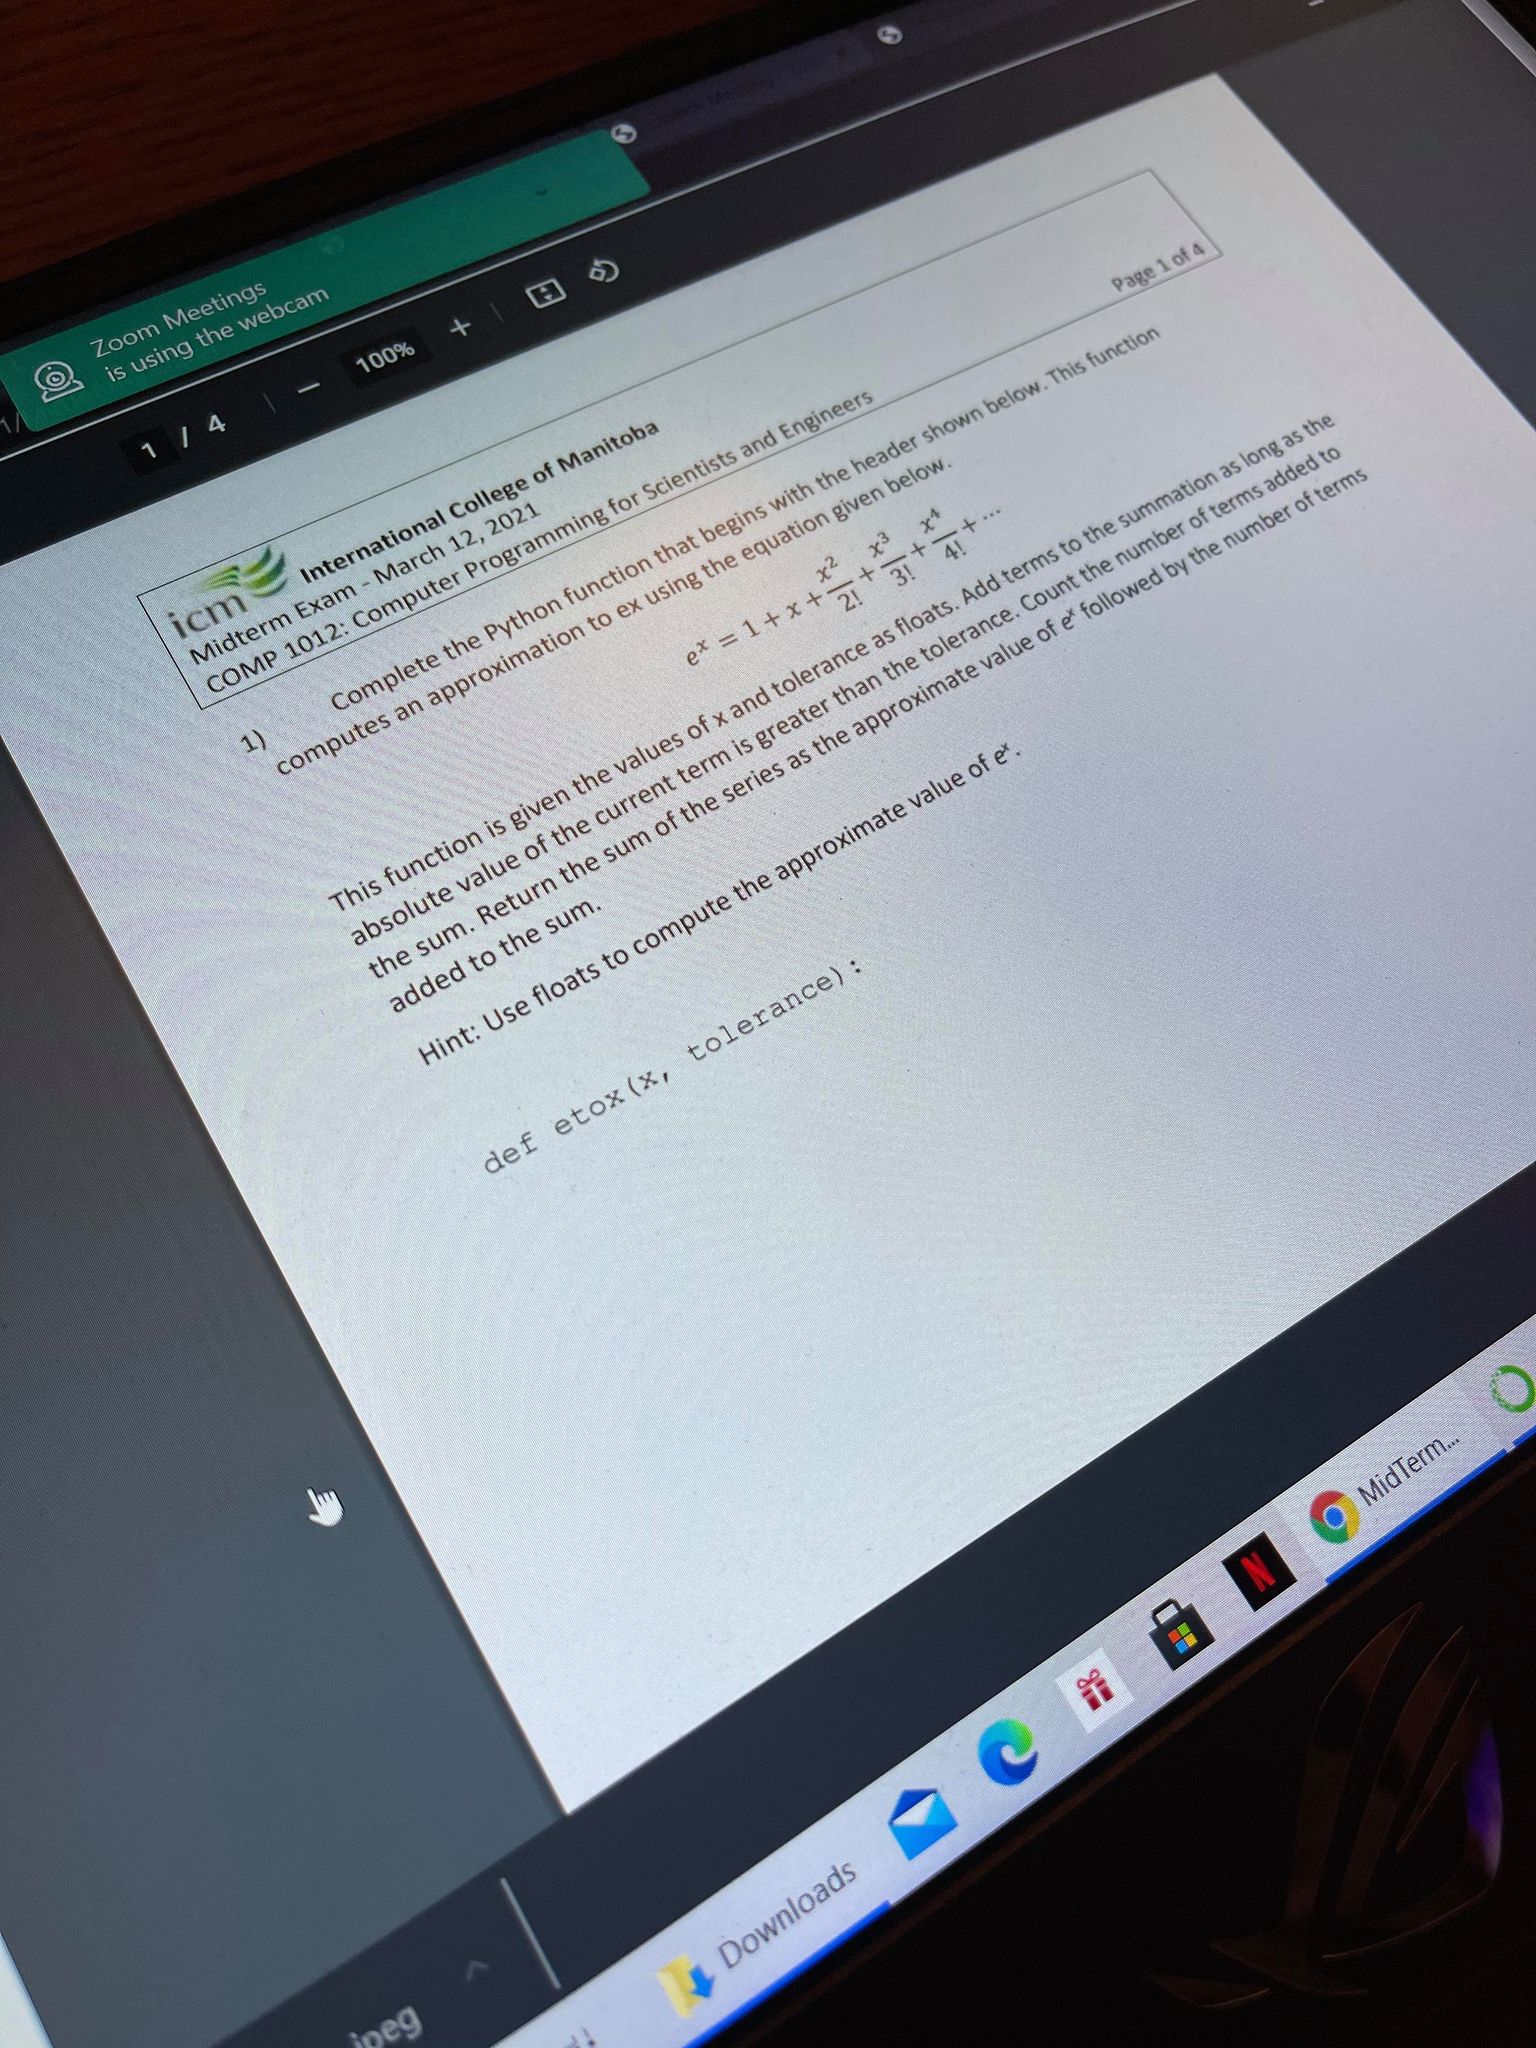 Zoom Meetings
is using the webcam
1 / 4
100%
icm
International College of Manitoba
Midterm Exam - March 12, 2021
COMP 1012: Computer Programming for Scientists and Engineers
Page 1 of 4
1) Complete the Python function that begins with the header shown below. This function
computes an approximation to ex using the equation given below.
e^x = 1 + x + x^2/2! + x^3/3! + x^4/4! + ⋯
This function is given the values of x and tolerance as floats. Add terms to the summation as long as the
absolute value of the current term is greater than the tolerance. Count the number of terms added to
the sum. Return the sum of the series as the approximate value of e^x followed by the number of terms
added to the sum.
Hint: Use floats to compute the approximate value of e^x.
def etox(x, tolerance):
jpeg
Downloads
N
MidTerm...